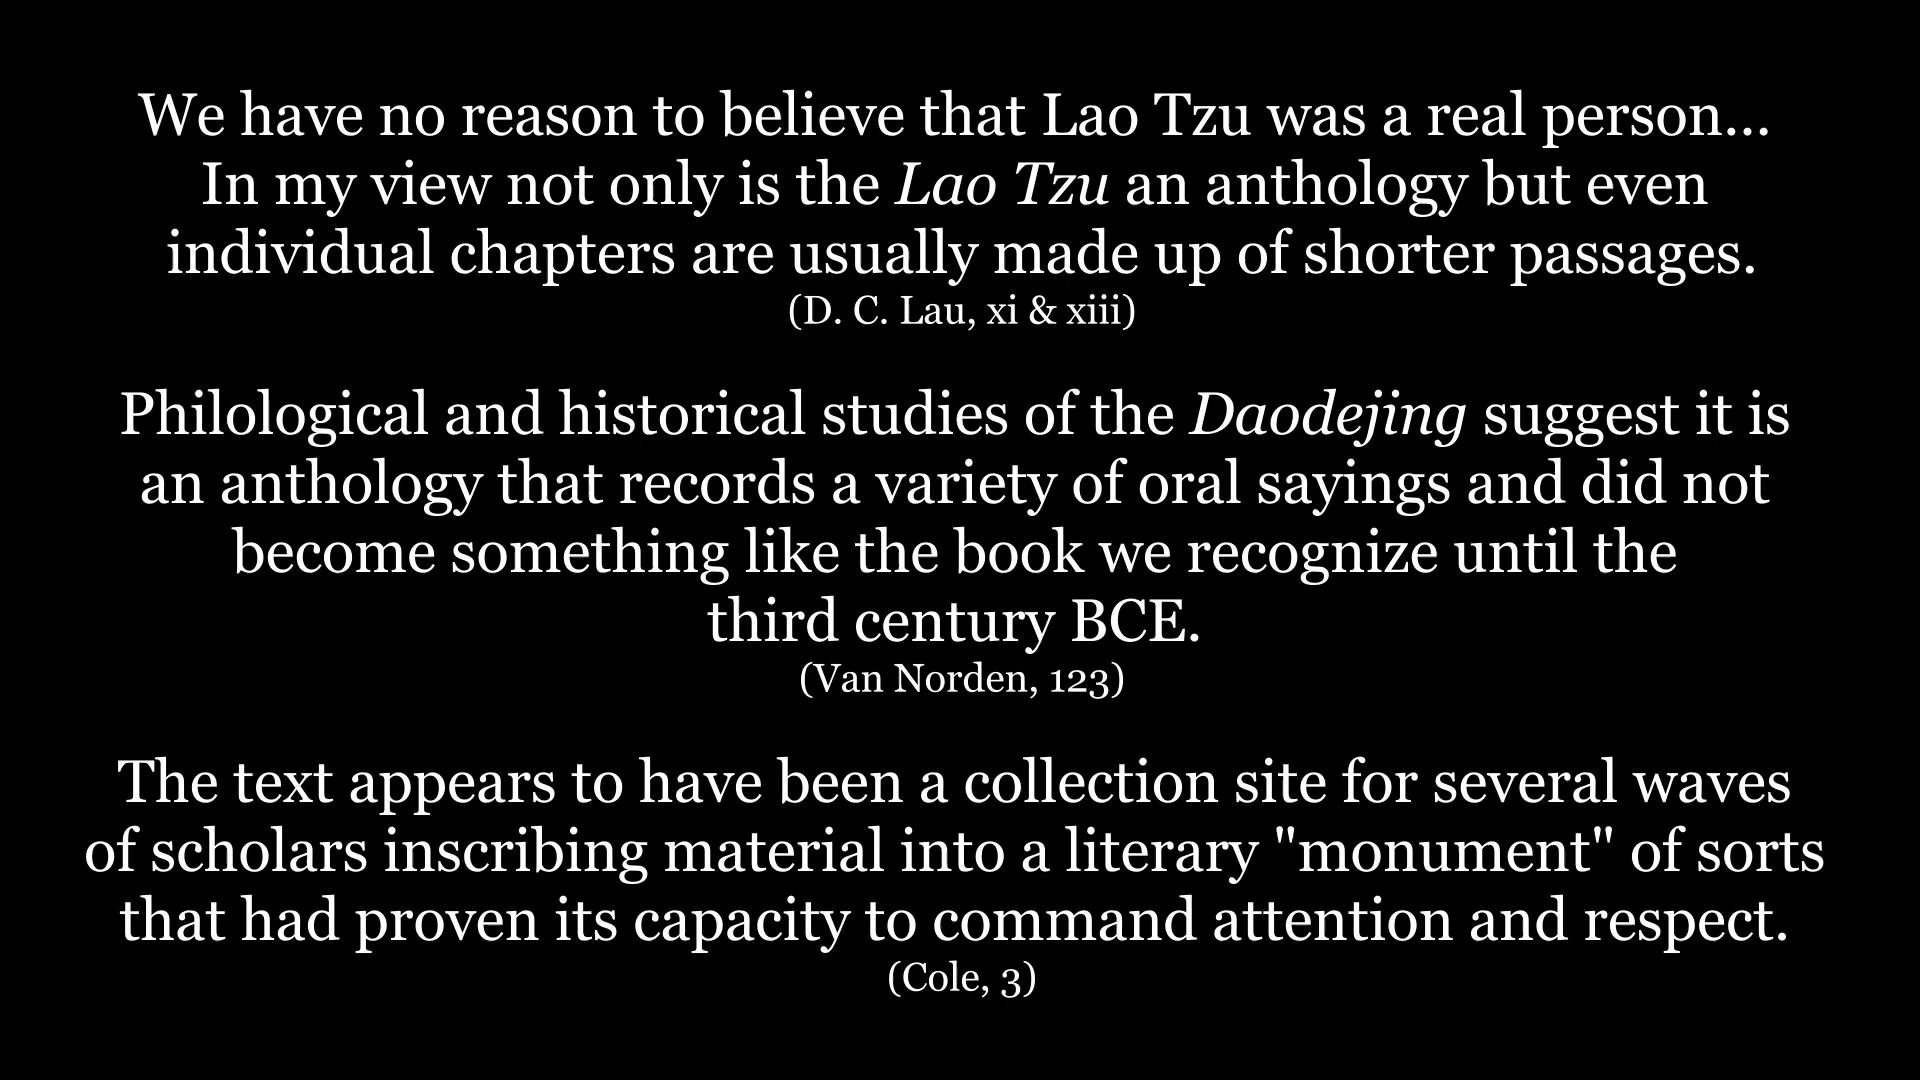 We have no reason to believe that Lao Tzu was a real person...
In my view not only is the Lao Tzu an anthology but even
individual chapters are usually made up of shorter passages.
(D. C. Lau, xi & xiii)
Philological and historical studies of the Daodejing suggest it is
an anthology that records a variety of oral sayings and did not
become something like the book we recognize until the
third century BCE.
(Van Norden, 123)
The text appears to have been a collection site for several waves
of scholars inscribing material into a literary "monument" of sorts
that had proven its capacity to command attention and respect.
(Cole, 3)